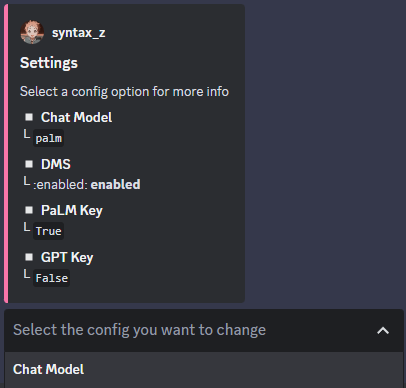 syntax_z
Settings
Select a config option for more info
Chat Model
palm
DMS
:enabled: enabled
PaLM Key
True
GPT Key
False
Select the config you want to change
Chat Model